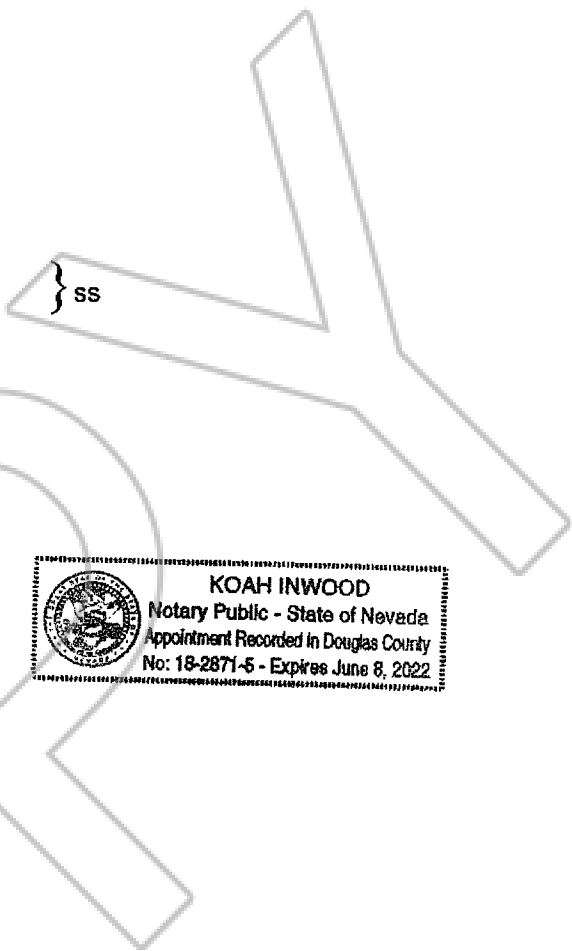 } ss
KOAH INWOOD
Notary Public - State of Nevada
Appointment Recorded in Douglas County
No: 18-2871-5 - Expires June 8, 2022